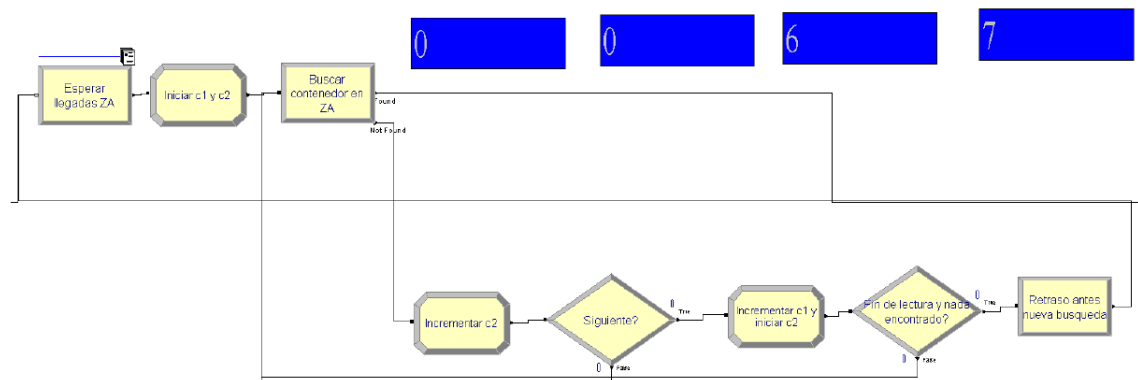 0
0
6
7
Esperar
llegadas ZA
Iniciar c1 y c2
Buscar
contenedor en
ZA
Found
Not Found
Incrementar c2
Siguiente?
0
True
0
False
Incrementar c1 y
iniciar c2
Fin de lectura y nada
encontrado?
0
True
0
False
Retraso antes
nueva busqueda